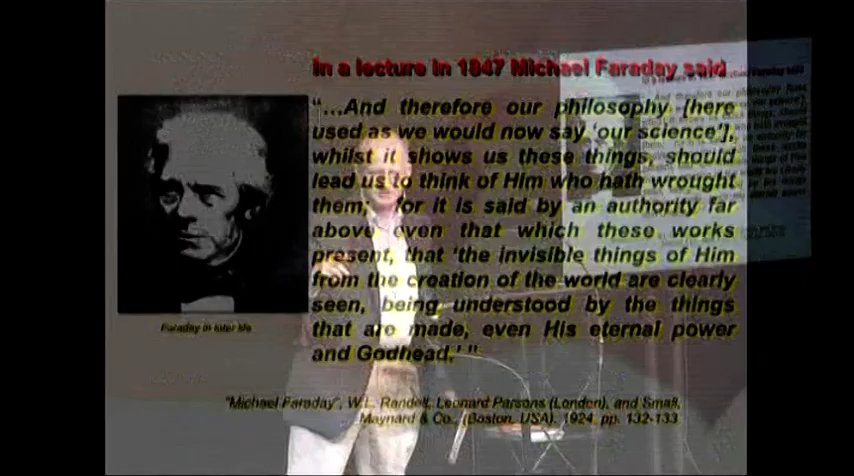 In a lecture in 1847 Michael Faraday said
"...And therefore our philosophy [here
used as we would now say 'our science'],
whilst it shows us these things, should
lead us to think of Him who hath wrought
them; for it is said by an authority far
above even that which these works
present, that 'the invisible things of Him
from the creation of the world are clearly
seen, being understood by the things
that are made, even His eternal power
and Godhead.' "
Faraday in later life
"Michael Faraday", W.L. Randell, Leonard Parsons (London), and Small,
Maynard & Co., (Boston, USA). 1924, pp. 132-133